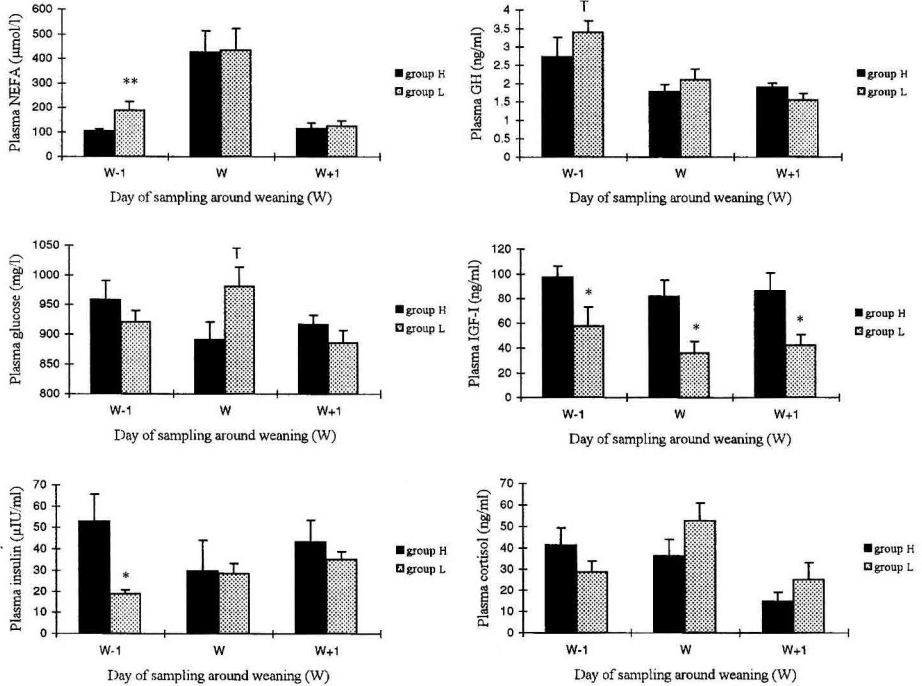 Plasma NEFA (µmol/l)
600
500
400
300
200
100
0
**
W-1
W
W+1
Day of sampling around weaning (W)
group H
group L
Plasma GH (ng/ml)
4
3.5
3
2.5
2
1.5
1
0.5
0
T
W-1
W
W+1
Day of sampling around weaning (W)
group H
group L
Plasma glucose (mg/l)
1050
1000
950
900
850
800
T
W-1
W
W+1
Day of sampling around weaning (W)
group H
group L
Plasma IGF-I (ng/ml)
120
100
80
60
40
20
0
*
*
*
W-1
W
W+1
Day of sampling around weaning (W)
group H
group L
Plasma insulin (µIU/ml)
70
60
50
40
30
20
10
0
*
W-1
W
W+1
Day of sampling around weaning (W)
group H
group L
Plasma cortisol (ng/ml)
70
60
50
40
30
20
10
0
W-1
W
W+1
Day of sampling around weaning (W)
group H
group L